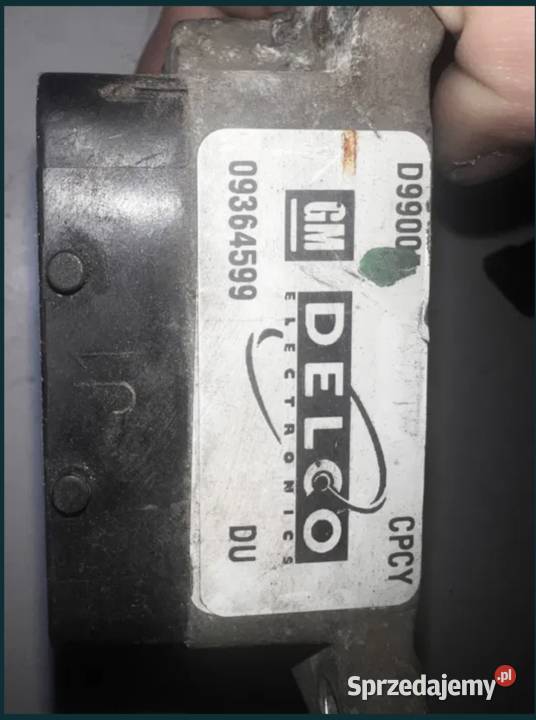 D9900 CPCY
GM DELCO
ELECTRONICS
09364599 DU
Sprzedajemy.pl